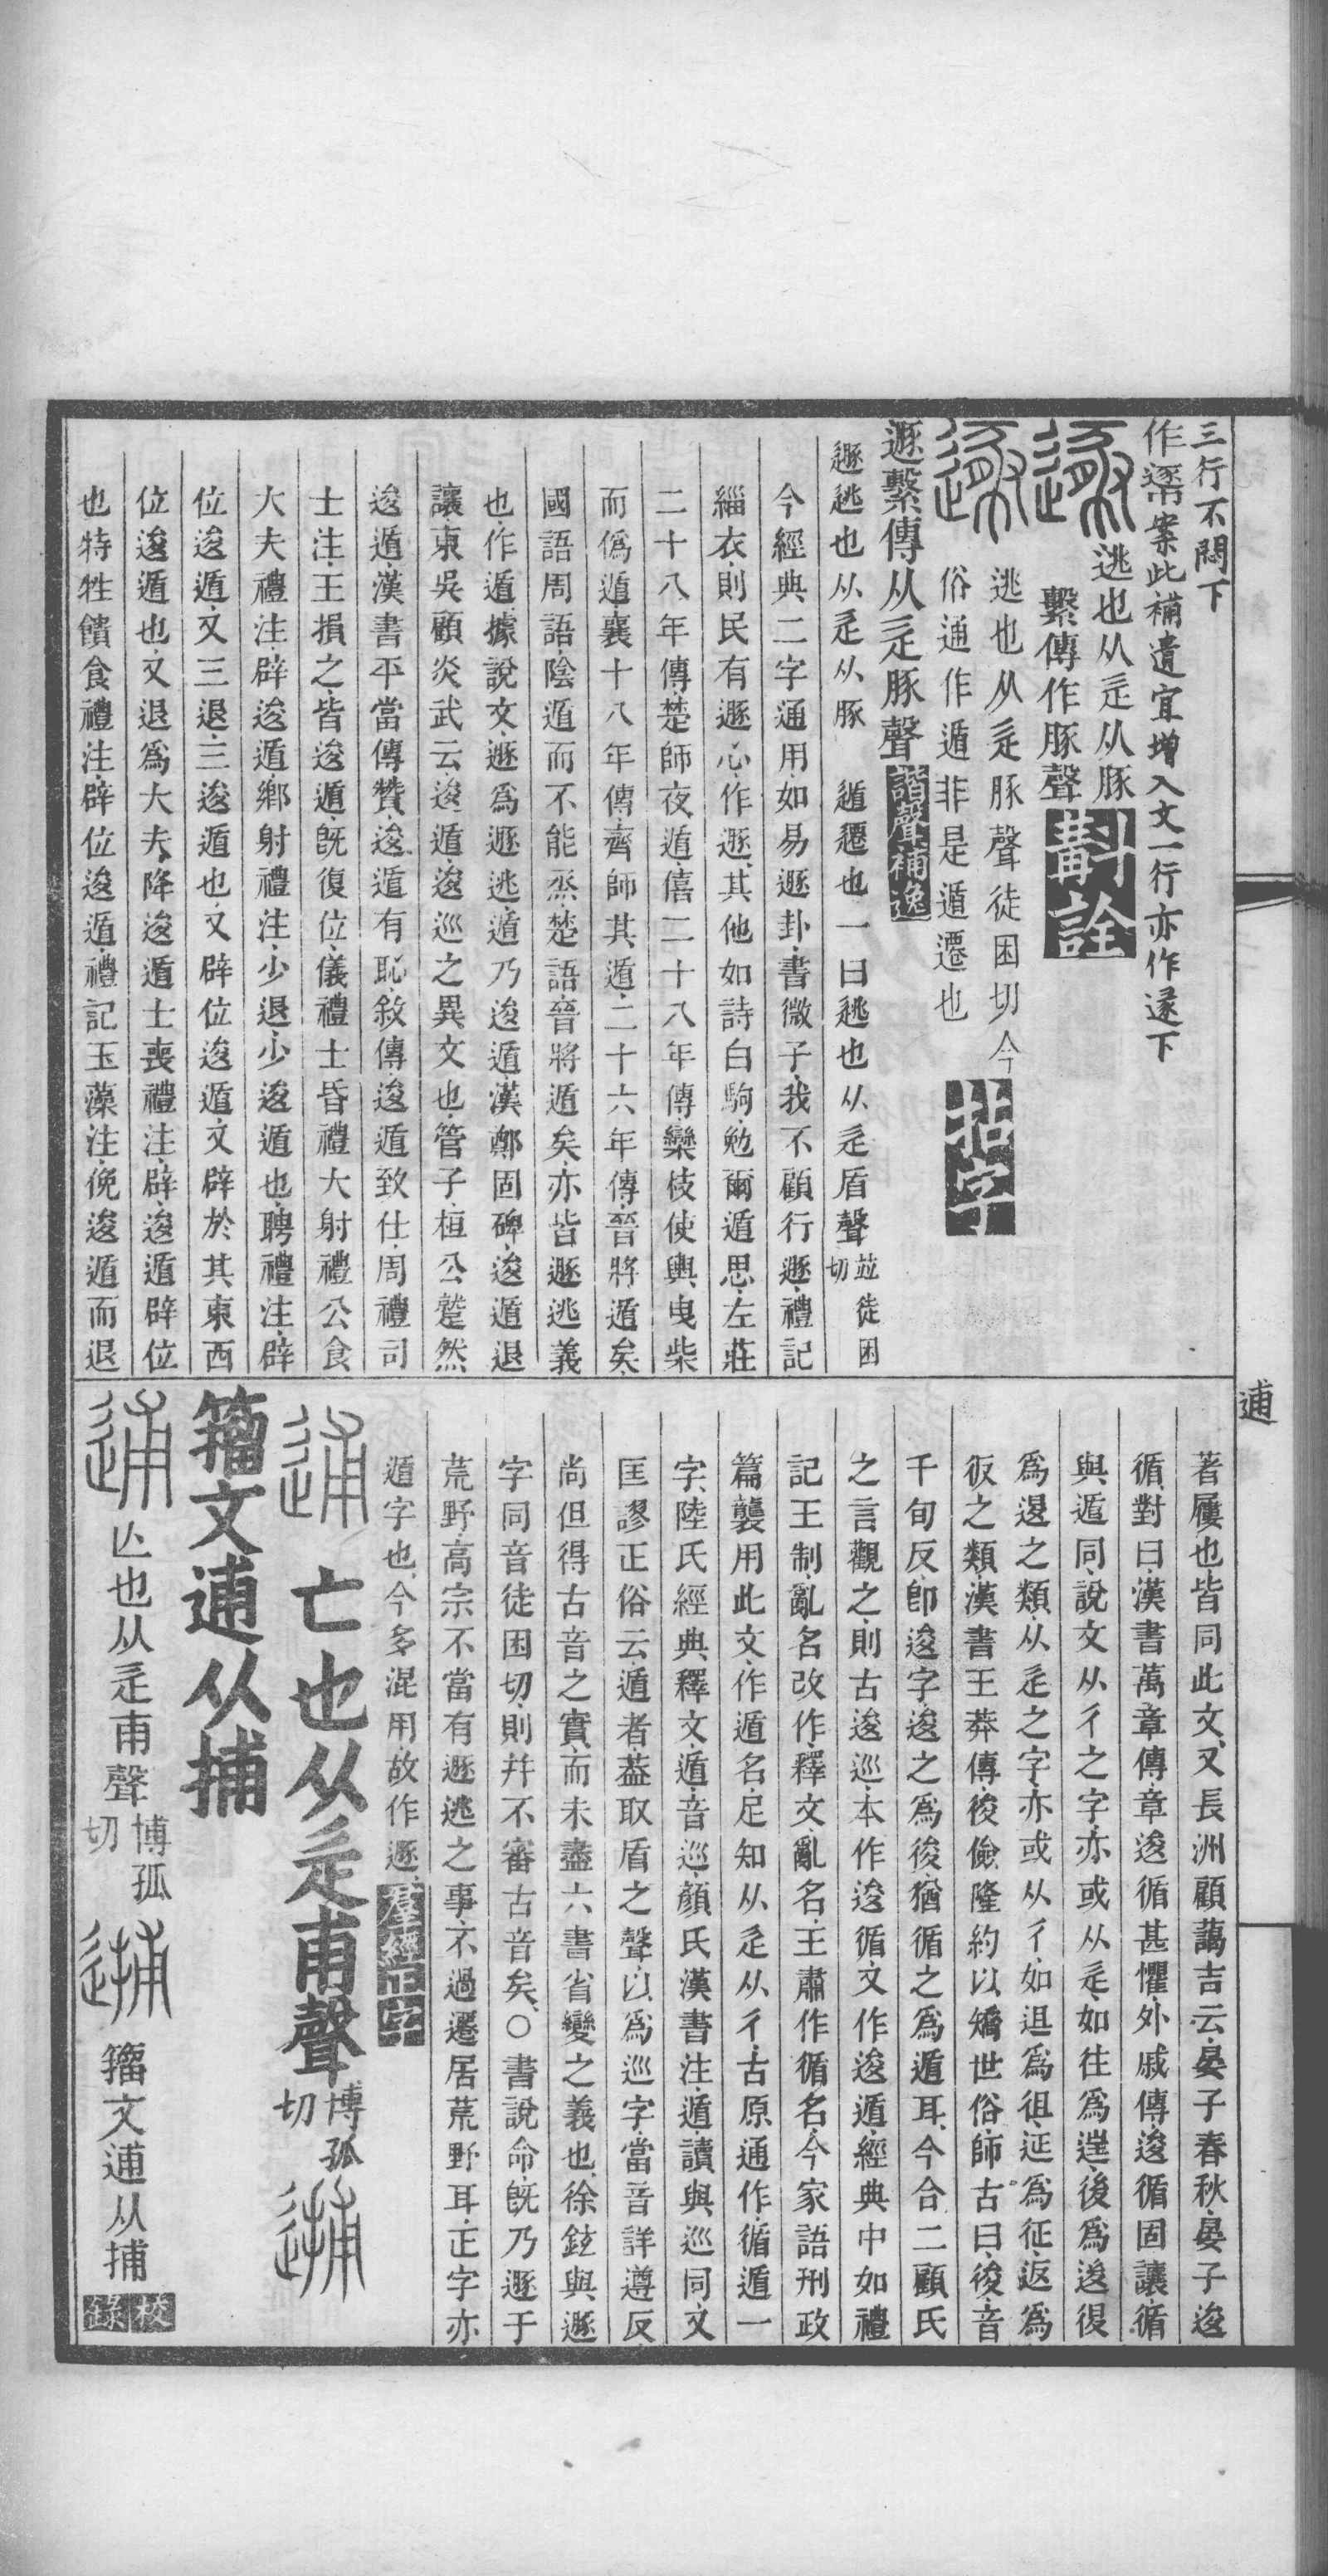 三行不闕下
作遯案此補遺宜增入文一行亦作遂下
逃也从辵从豚
繫傳作豚聲 斠詮
逃也从辵豚聲徒困切今
俗通作遁非是遁遷也
遯繫傳从辵豚聲 諧聲補逸
遯逃也从辵从豚 遁遷也一曰逃也从辵盾聲 竝徒困切
今經典二字通用如易遯卦書微子我不顧行遯禮記
緇衣則民有遯心作遯其他如詩白駒勉爾遁思左莊
二十八年傳楚師夜遁僖二十八年傳欒枝使輿曳柴
而僞遁襄十八年傳齊師其遁二十六年傳晉將遁矣
國語周語陰遁而不能烝楚語晉將遁矣亦皆遯逃義
也作遁據說文遯爲遯逃遁乃逡遁漢鄭固碑逡遁退
讓東吳顧炎武云逡遁逡巡之異文也管子桓公蹵然
逡遁漢書平當傳贊逡遁有恥敘傳逡遁致仕周禮司
士注王損之皆逡遁旣復位儀禮士昏禮大射禮公食
大夫禮注辟逡遁鄉射禮注少退少逡遁也聘禮注辟
位逡遁又三退三逡遁也又辟位逡遁文辟於其東西
位逡遁也又退爲大夫降逡遁士喪禮注辟逡遁辟位
也特牲饋食禮注辟位逡遁禮記玉藻注俛逡遁而退
逋
著屨也皆同此文又長洲顧藹吉云晏子春秋晏子逡
循對曰漢書萬章傳章逡循甚懼外戚傳逡循固讓循
與遁同說文从彳之字亦或从辵如往爲𨓹後爲逡徥
爲遈之類从辵之字亦或从彳如退爲徂征爲征返爲
彶之類漢書王莽傳後儉隆約以矯世俗師古曰後音
千旬反卽逡字逡之爲後猶循之爲遁耳今合二顧氏
之言觀之則古逡巡本作逡循文作逡遁經典中如禮
記王制亂名改作釋文亂名王肅作循名今家語刑政
篇襲用此文作遁名足知从辵从彳古原通作循遁一
字陸氏經典釋文遁音巡顏氏漢書注遁讀與巡同文
匡謬正俗云遁者葢取盾之聲以爲巡字當音詳遵反
尚但得古音之實而未盡六書省變之義也徐鉉與遯
字同音徒困切則幷不審古音矣○書說命旣乃遯于
荒野高宗不當有遯逃之事不過遷居荒野耳正字亦
遁字也今多混用故作遯 羣經正字
亡也从辵甫聲 博孤切
籀文逋从捕
亾也从辵甫聲 博孤切 籀文逋从捕 校錄